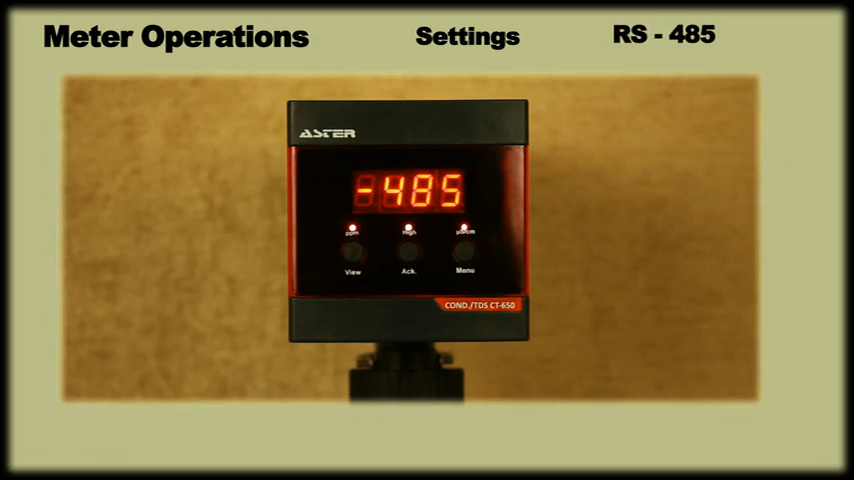 Meter Operations
Settings
RS - 485
ASTER
-485
ppm High µS/cm
View Ack. Menu
COND./TDS CT-650